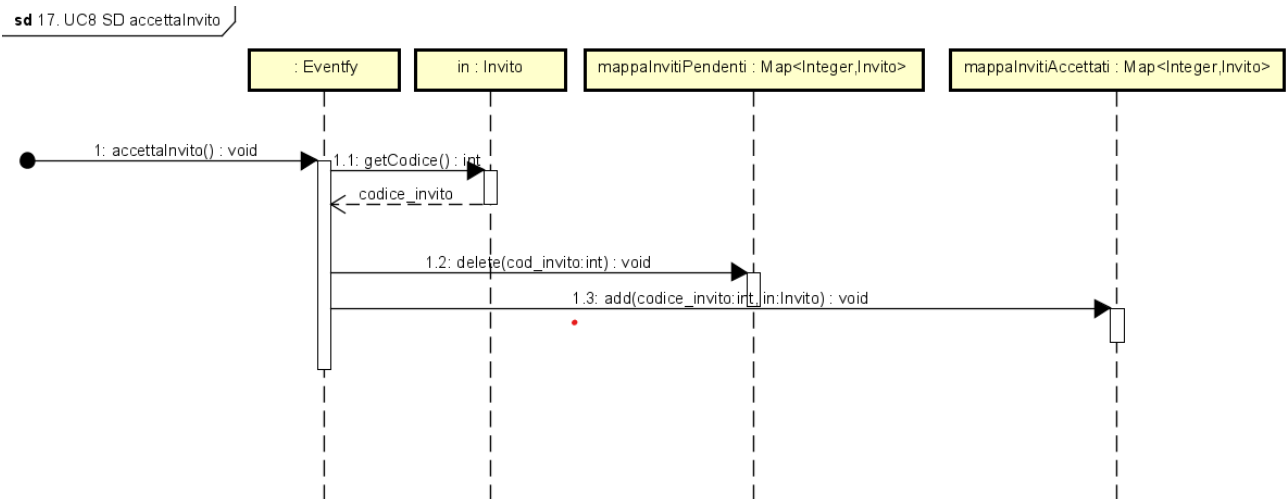 sd 17. UC8 SD accettaInvito
: Eventfy
in : Invito
mappaInvitiPendenti : Map<Integer,Invito>
mappaInvitiAccettati : Map<Integer,Invito>
1: accettaInvito() : void
1.1: getCodice() : int
codice_invito
1.2: delete(cod_invito:int) : void
1.3: add(codice_invito:int, in:Invito) : void